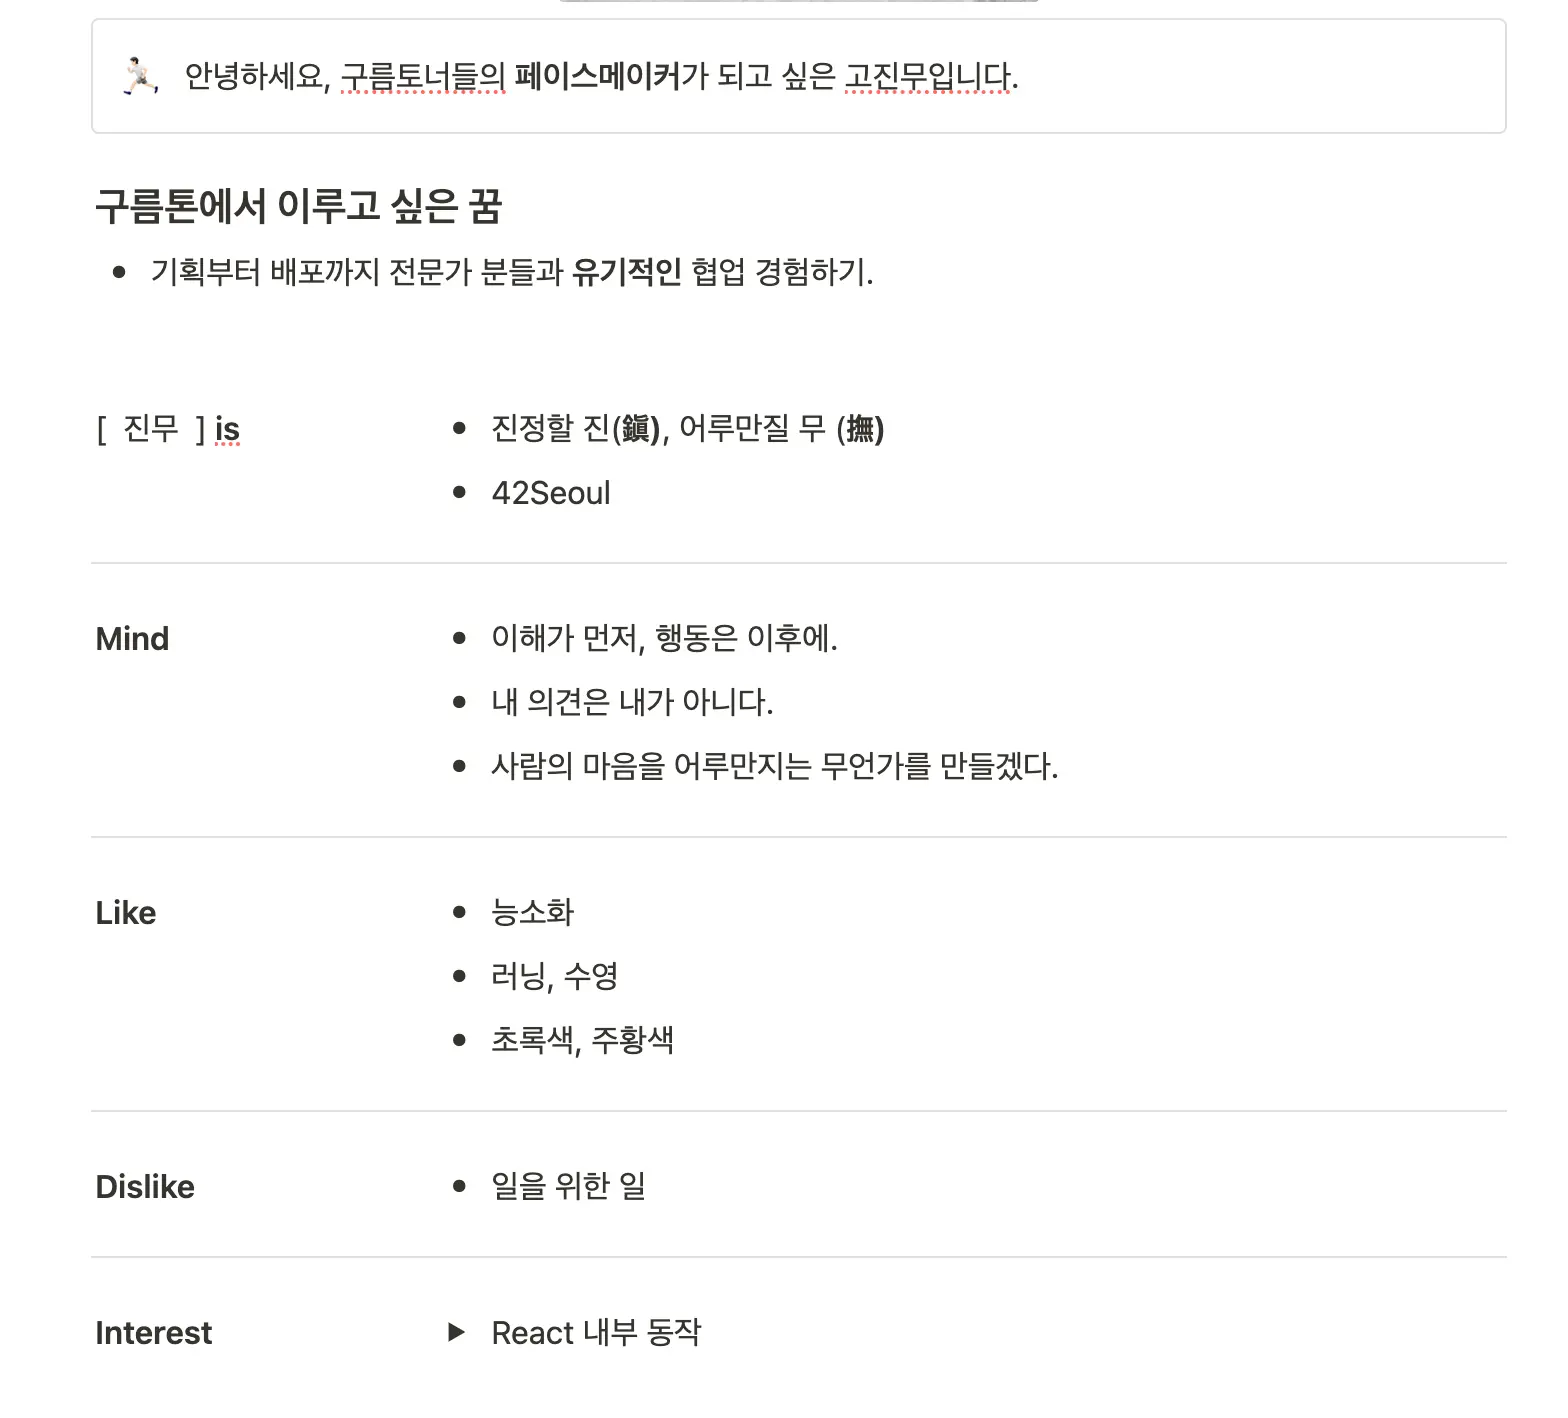 안녕하세요, 구름토너들의 페이스메이커가 되고 싶은 고진무입니다.
구름톤에서 이루고 싶은 꿈
기획부터 배포까지 전문가 분들과 유기적인 협업 경험하기.
[ 진무 ] is
진정할 진(鎭), 어루만질 무 (撫)
42Seoul
Mind
이해가 먼저, 행동은 이후에.
내 의견은 내가 아니다.
사람의 마음을 어루만지는 무언가를 만들겠다.
Like
능소화
러닝, 수영
초록색, 주황색
Dislike
일을 위한 일
Interest
React 내부 동작